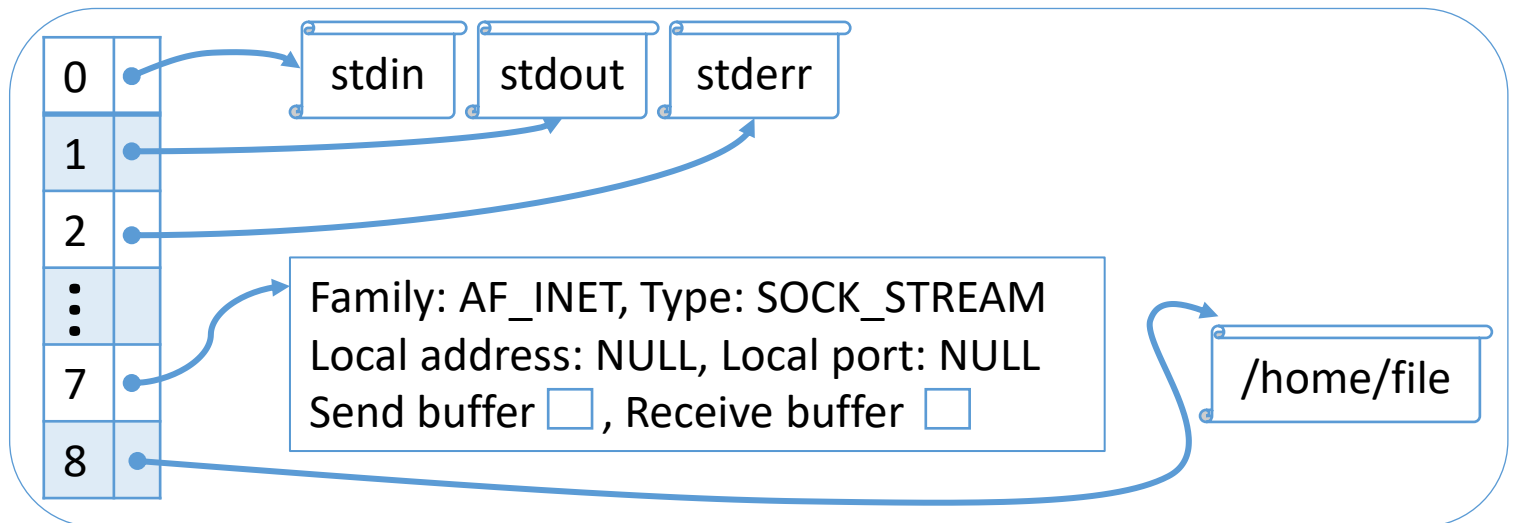 0
stdin
stdout
stderr
1
2
⋮
7
Family: AF_INET, Type: SOCK_STREAM
Local address: NULL, Local port: NULL
Send buffer , Receive buffer
/home/file
8